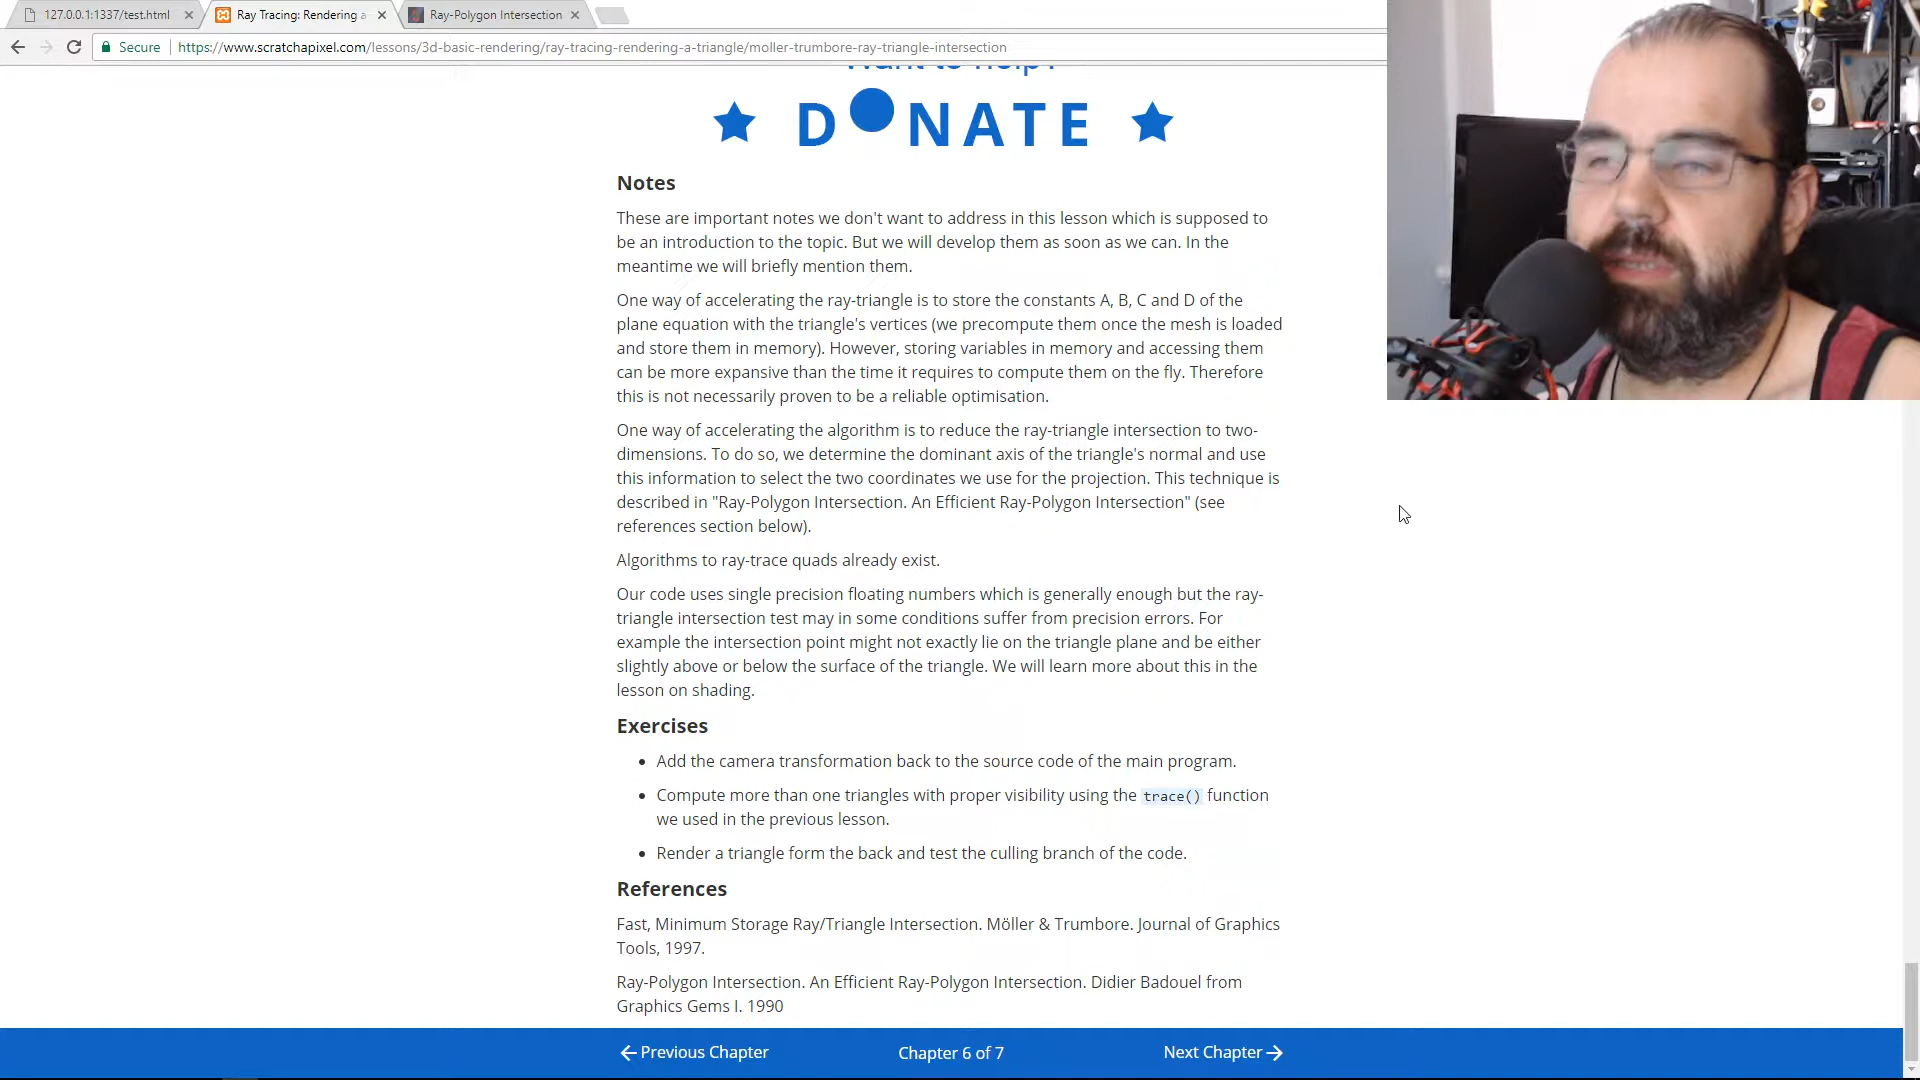 127.0.0.1:1337/test.html
Ray Tracing: Rendering a
Ray-Polygon Intersection
Secure
https://www.scratchapixel.com/lessons/3d-basic-rendering/ray-tracing-rendering-a-triangle/moller-trumbore-ray-triangle-intersection
Want to help?
DONATE
Notes
These are important notes we don't want to address in this lesson which is supposed to
be an introduction to the topic. But we will develop them as soon as we can. In the
meantime we will briefly mention them.
One way of accelerating the ray-triangle is to store the constants A, B, C and D of the
plane equation with the triangle's vertices (we precompute them once the mesh is loaded
and store them in memory). However, storing variables in memory and accessing them
can be more expansive than the time it requires to compute them on the fly. Therefore
this is not necessarily proven to be a reliable optimisation.
One way of accelerating the algorithm is to reduce the ray-triangle intersection to two-
dimensions. To do so, we determine the dominant axis of the triangle's normal and use
this information to select the two coordinates we use for the projection. This technique is
described in "Ray-Polygon Intersection. An Efficient Ray-Polygon Intersection" (see
references section below).
Algorithms to ray-trace quads already exist.
Our code uses single precision floating numbers which is generally enough but the ray-
triangle intersection test may in some conditions suffer from precision errors. For
example the intersection point might not exactly lie on the triangle plane and be either
slightly above or below the surface of the triangle. We will learn more about this in the
lesson on shading.
Exercises
• Add the camera transformation back to the source code of the main program.
• Compute more than one triangles with proper visibility using the trace() function
we used in the previous lesson.
• Render a triangle form the back and test the culling branch of the code.
References
Fast, Minimum Storage Ray/Triangle Intersection. Möller & Trumbore. Journal of Graphics
Tools, 1997.
Ray-Polygon Intersection. An Efficient Ray-Polygon Intersection. Didier Badouel from
Graphics Gems I. 1990
Previous Chapter
Chapter 6 of 7
Next Chapter